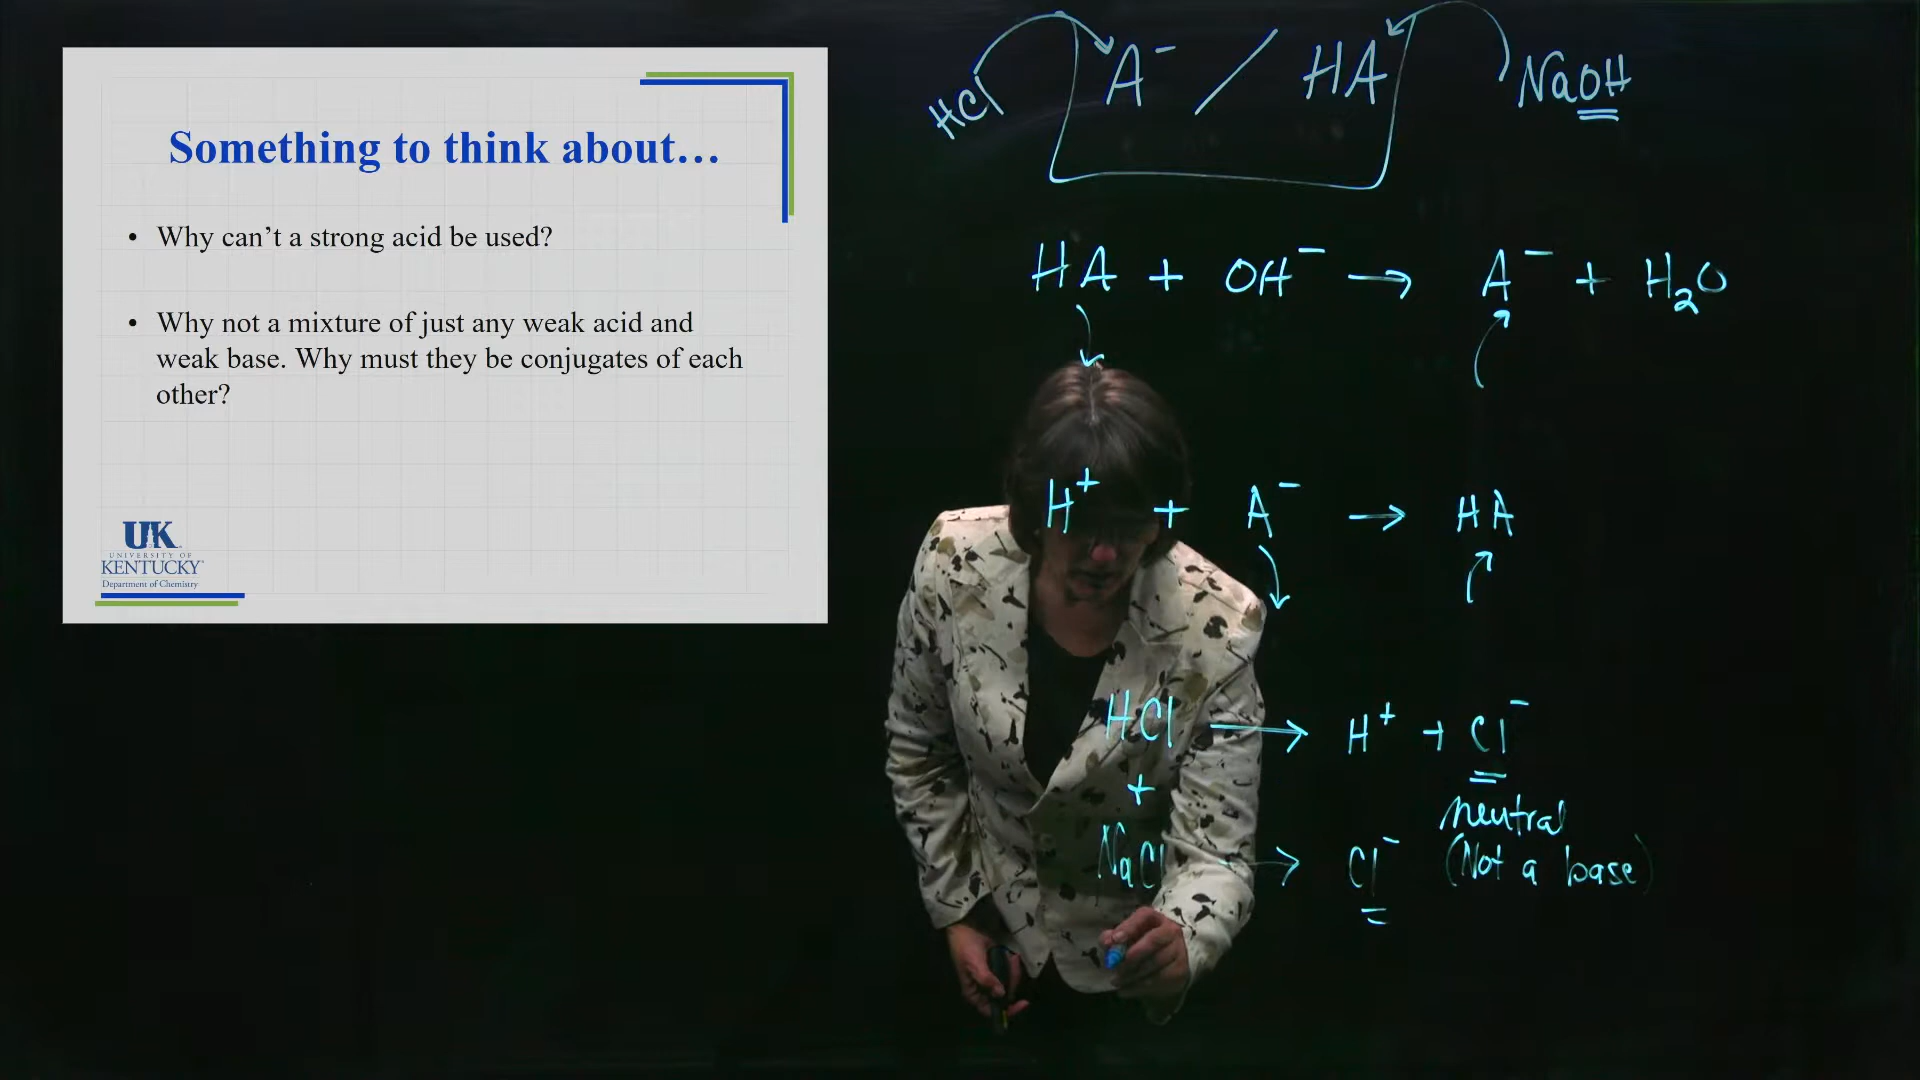 Something to think about…
• Why can’t a strong acid be used?
• Why not a mixture of just any weak acid and
weak base. Why must they be conjugates of each
other?
UK
UNIVERSITY OF
KENTUCKY
Department of Chemistry
HCl A⁻ / HA NaOH
HA + OH⁻ → A⁻ + H₂O
H⁺ + A⁻ → HA
HCl → H⁺ + Cl⁻
+
neutral
NaCl → Cl⁻ (Not a base)